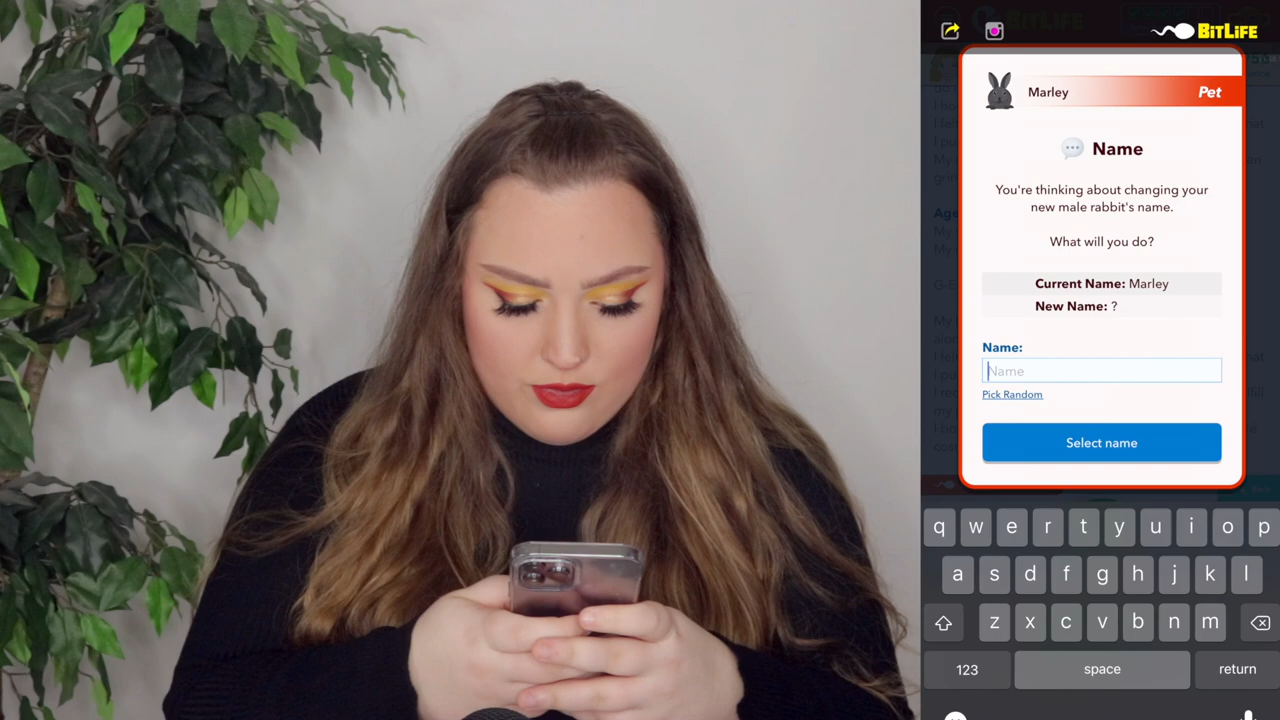 BitLife
Marley
Pet
Name
You're thinking about changing your
new male rabbit's name.
What will you do?
Current Name: Marley
New Name: ?
Name:
Name
Pick Random
Select name
q w e r t y u i o p
a s d f g h j k l
z x c v b n m
123 space return